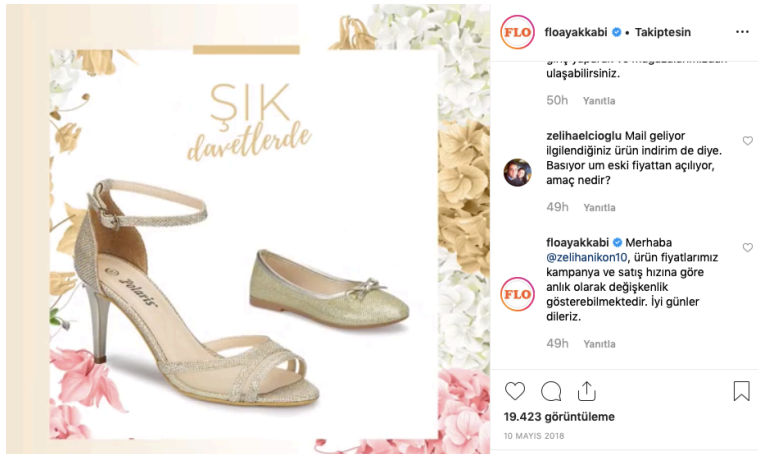 ŞIK
davetlerde
Polaris
FLO
floayakkabi • Takiptesin
ulaşabilirsiniz.
50h Yanıtla
zelihaelcioglu Mail geliyor
ilgilendiğiniz ürün indirim de diye.
Basıyor um eski fiyattan açılıyor,
amaç nedir?
49h Yanıtla
floayakkabi Merhaba
@zelihanikon10, ürün fiyatlarımız
FLO
kampanya ve satış hızına göre
anlık olarak değişkenlik
gösterebilmektedir. İyi günler
dileriz.
49h Yanıtla
19.423 görüntüleme
10 MAYIS 2018